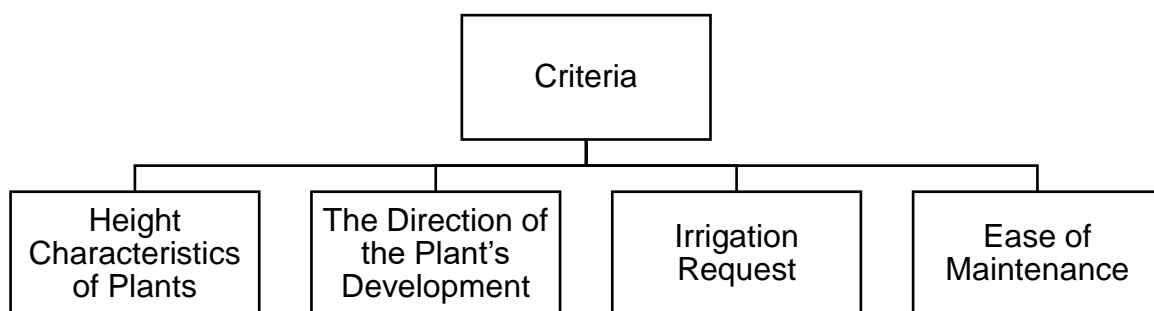 Criteria
Height
Characteristics
of Plants
The Direction of
the Plant's
Development
Irrigation
Request
Ease of
Maintenance